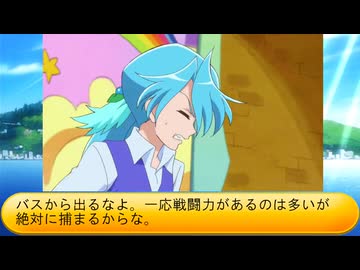 バスから出るなよ。一応戦闘力があるのは多いが
絶対に捕まるからな。